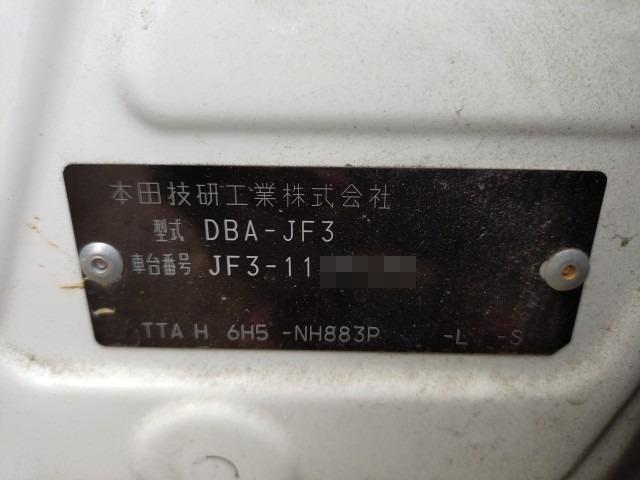 本田技研工業株式会社
型式 DBA-JF3
車台番号 JF3-11
TTA H 6H5 -NH883P -L -S